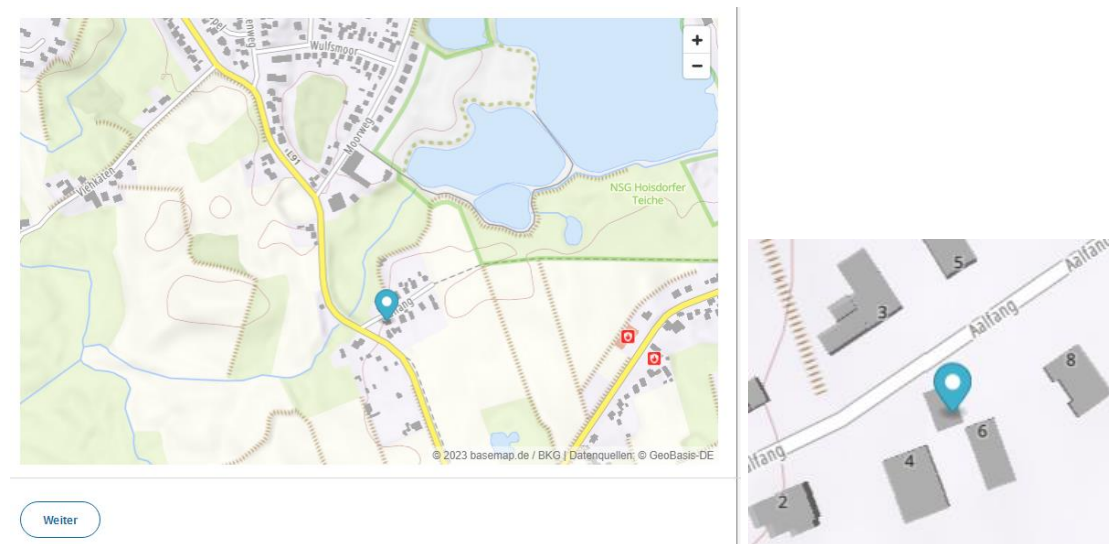 Wulfsmoor
Moorweg
L91
Viehkaten
NSG Hoisdorfer
Teiche
+
−
© 2023 basemap.de / BKG | Datenquellen: © GeoBasis-DE
Weiter
Aalfang
5
3
Aalfang
8
6
4
2